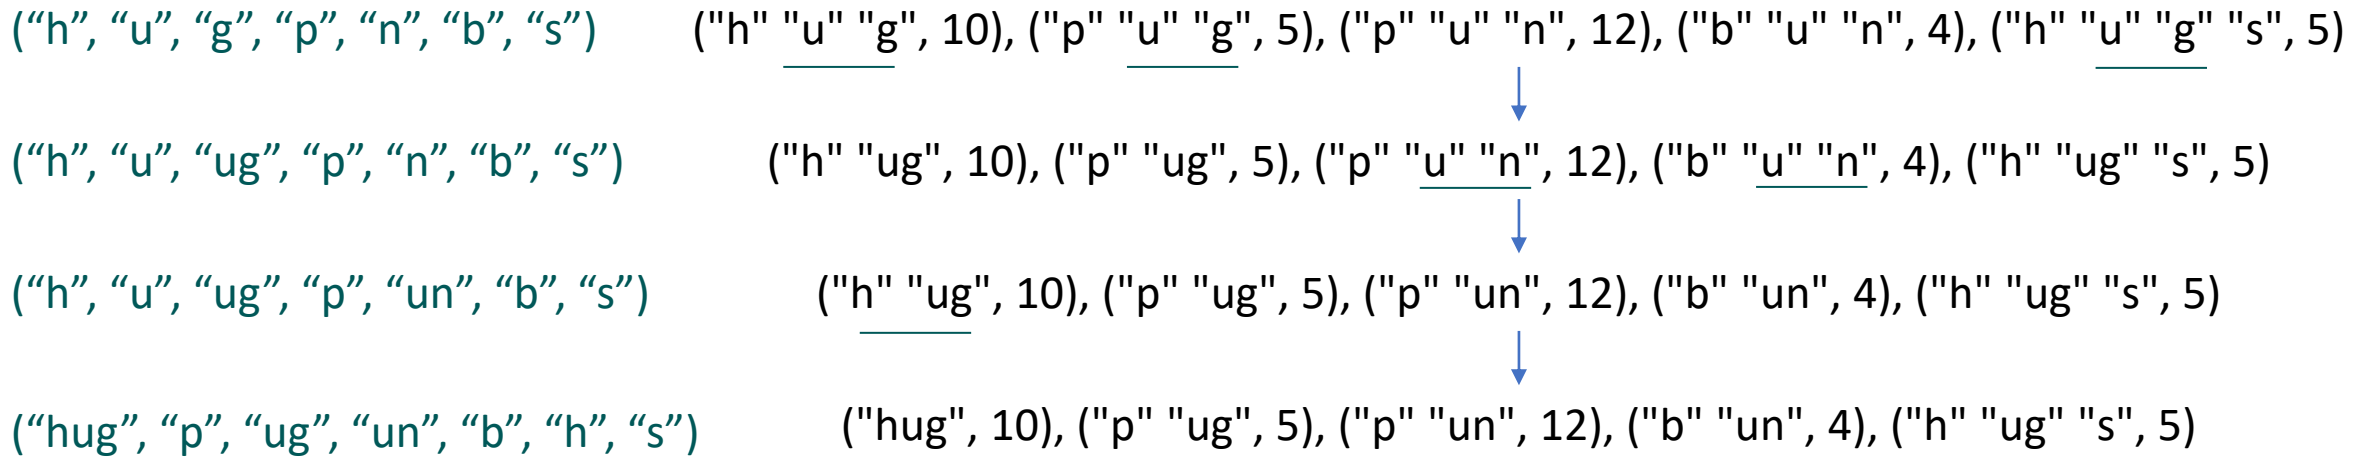 (“h”, “u”, “g”, “p”, “n”, “b”, “s”) ("h" "u" "g", 10), ("p" "u" "g", 5), ("p" "u" "n", 12), ("b" "u" "n", 4), ("h" "u" "g" "s", 5)
(“h”, “u”, “ug”, “p”, “n”, “b”, “s”) ("h" "ug", 10), ("p" "ug", 5), ("p" "u" "n", 12), ("b" "u" "n", 4), ("h" "ug" "s", 5)
(“h”, “u”, “ug”, “p”, “un”, “b”, “s”) ("h" "ug", 10), ("p" "ug", 5), ("p" "un", 12), ("b" "un", 4), ("h" "ug" "s", 5)
(“hug”, “p”, “ug”, “un”, “b”, “h”, “s”) ("hug", 10), ("p" "ug", 5), ("p" "un", 12), ("b" "un", 4), ("h" "ug" "s", 5)